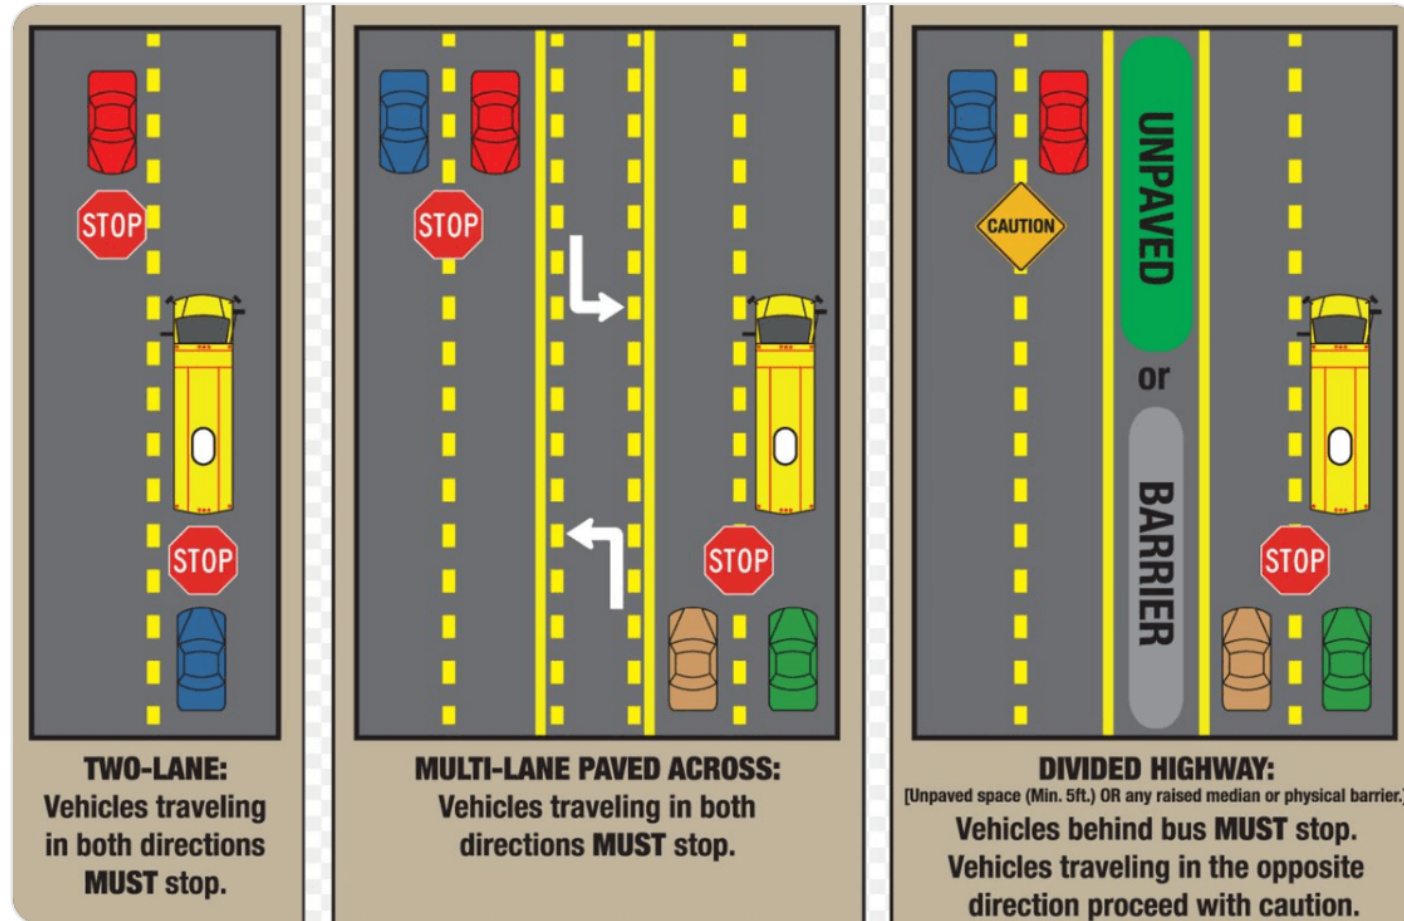 STOP
STOP
TWO-LANE:
Vehicles traveling
in both directions
MUST stop.
STOP
STOP
MULTI-LANE PAVED ACROSS:
Vehicles traveling in both
directions MUST stop.
CAUTION
UNPAVED
or
BARRIER
STOP
DIVIDED HIGHWAY:
[Unpaved space (Min. 5ft.) OR any raised median or physical barrier.]
Vehicles behind bus MUST stop.
Vehicles traveling in the opposite
direction proceed with caution.